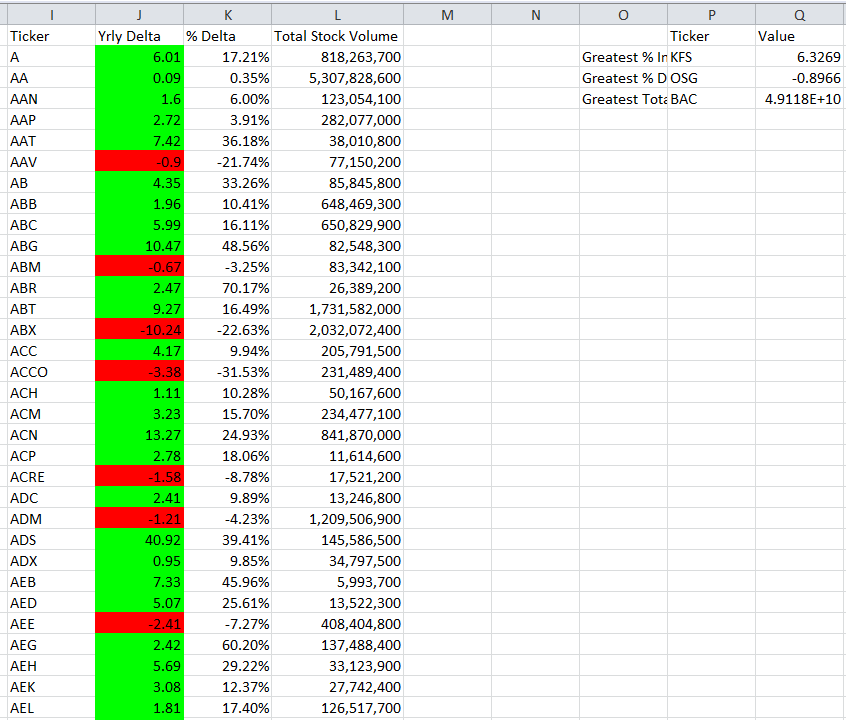 I J K L M N O P Q
Ticker Yrly Delta % Delta Total Stock Volume Ticker Value
A 6.01 17.21% 818,263,700 Greatest % In KFS 6.3269
AA 0.09 0.35% 5,307,828,600 Greatest % D OSG -0.8966
AAN 1.6 6.00% 123,054,100 Greatest Tota BAC 4.9118E+10
AAP 2.72 3.91% 282,077,000
AAT 7.42 36.18% 38,010,800
AAV -0.9 -21.74% 77,150,200
AB 4.35 33.26% 85,845,800
ABB 1.96 10.41% 648,469,300
ABC 5.99 16.11% 650,829,900
ABG 10.47 48.56% 82,548,300
ABM -0.67 -3.25% 83,342,100
ABR 2.47 70.17% 26,389,200
ABT 9.27 16.49% 1,731,582,000
ABX -10.24 -22.63% 2,032,072,400
ACC 4.17 9.94% 205,791,500
ACCO -3.38 -31.53% 231,489,400
ACH 1.11 10.28% 50,167,600
ACM 3.23 15.70% 234,477,100
ACN 13.27 24.93% 841,870,000
ACP 2.78 18.06% 11,614,600
ACRE -1.58 -8.78% 17,521,200
ADC 2.41 9.89% 13,246,800
ADM -1.21 -4.23% 1,209,506,900
ADS 40.92 39.41% 145,586,500
ADX 0.95 9.85% 34,797,500
AEB 7.33 45.96% 5,993,700
AED 5.07 25.61% 13,522,300
AEE -2.41 -7.27% 408,404,800
AEG 2.42 60.20% 137,488,400
AEH 5.69 29.22% 33,123,900
AEK 3.08 12.37% 27,742,400
AEL 1.81 17.40% 126,517,700